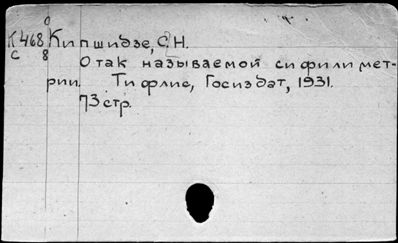 К468 Кипшидзе, С.Н.
С 8
О так называемой сифилимет-
рии. Тифлис, Госиздат, 1931.
73 стр.